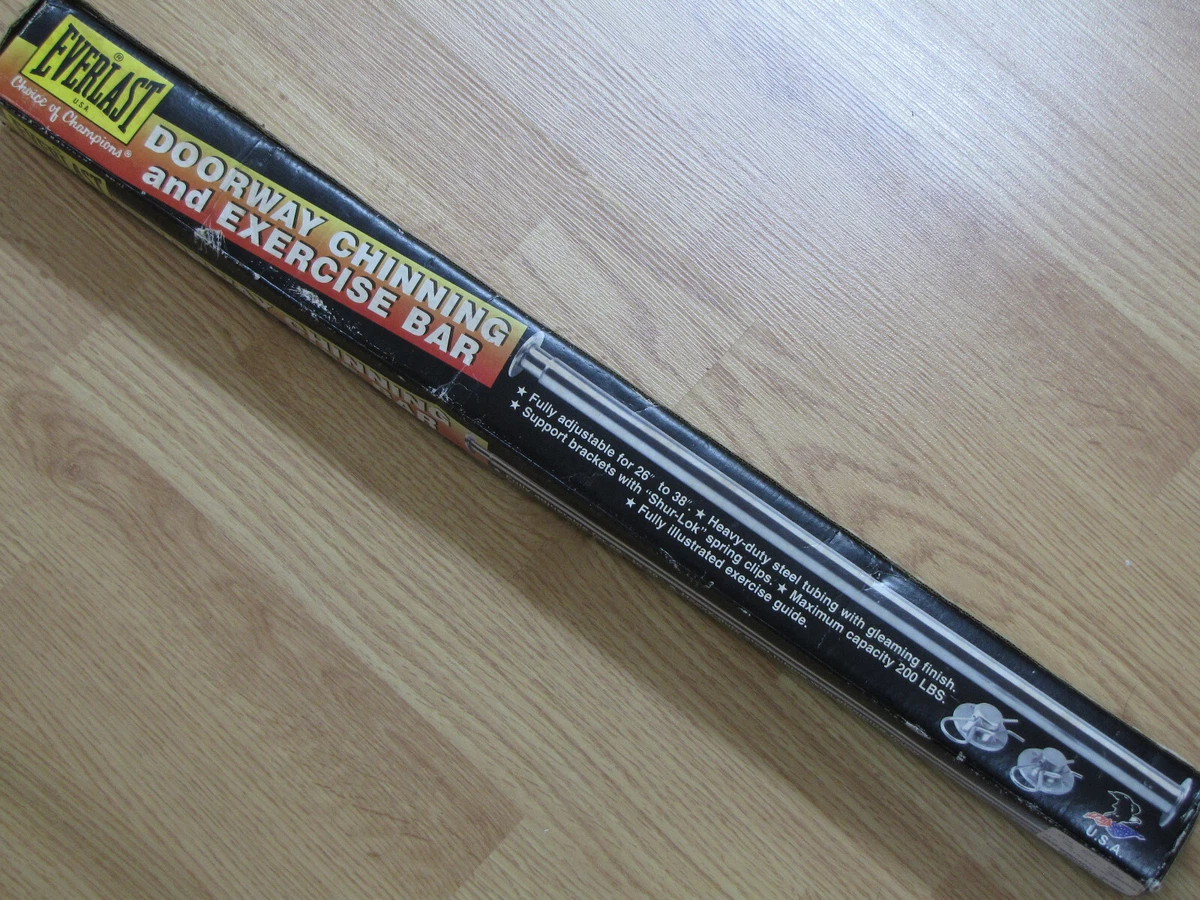 EVERLAST®
U.S.A.
Choice of Champions®
DOORWAY CHINNING
and EXERCISE BAR
★ Fully adjustable for 26" to 38". ★ Heavy-duty steel tubing with gleaming finish.
★ Support brackets with "Shur-Lok" spring clips. ★ Maximum capacity 200 LBS.
★ Fully illustrated exercise guide.
U.S.A.
CHINNING